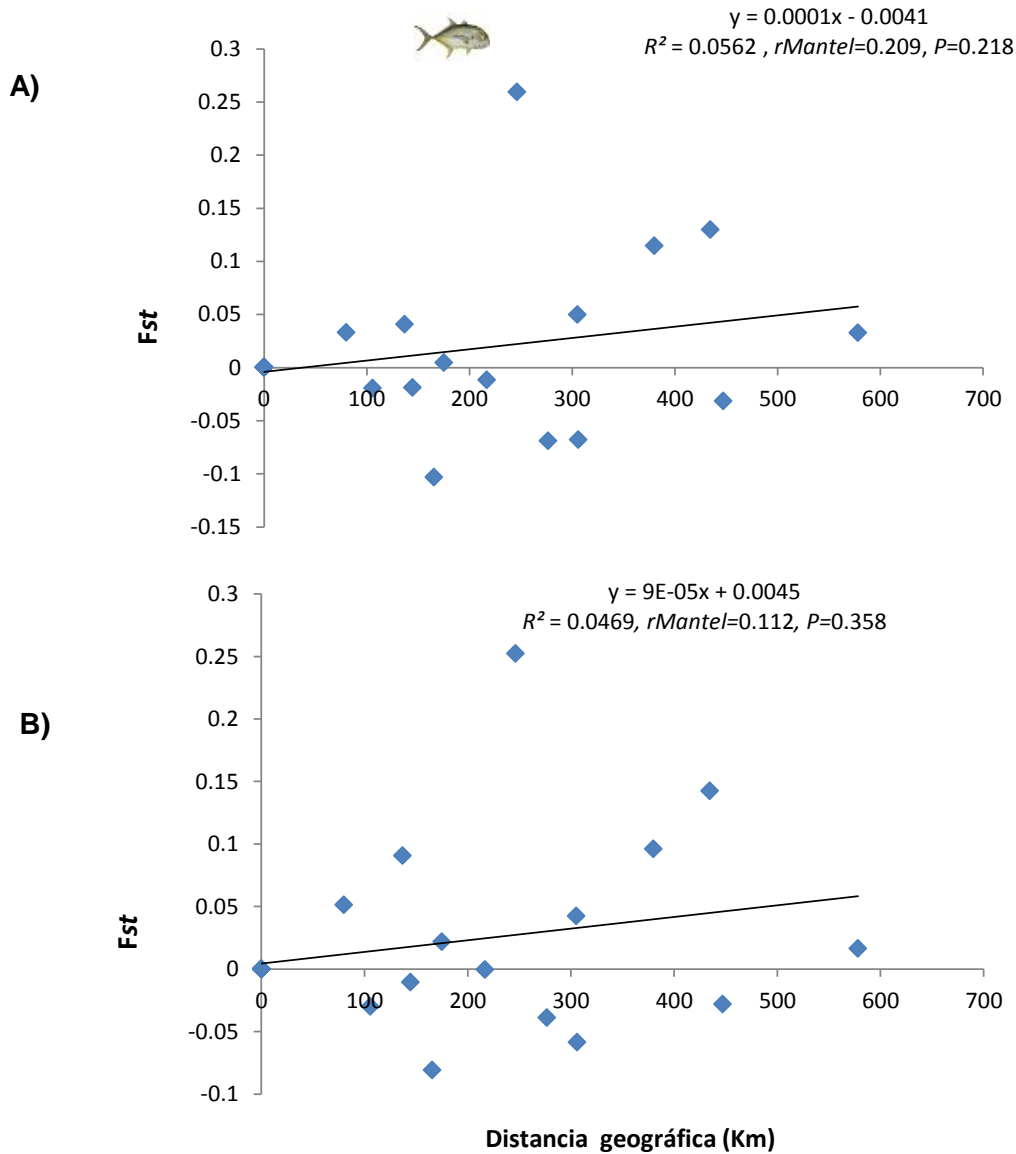 y = 0.0001x - 0.0041
R² = 0.0562 , rMantel=0.209, P=0.218
A)
0.3
0.25
0.2
0.15
0.1
0.05
0
-0.05
-0.1
-0.15
Fst
0 100 200 300 400 500 600 700
y = 9E-05x + 0.0045
R² = 0.0469, rMantel=0.112, P=0.358
B)
0.3
0.25
0.2
0.15
0.1
0.05
0
-0.05
-0.1
Fst
0 100 200 300 400 500 600 700
Distancia geográfica (Km)